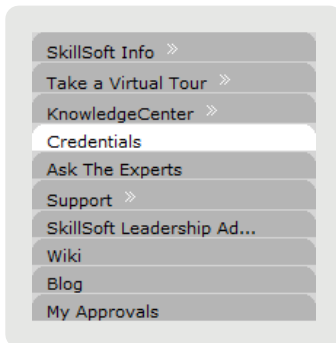 SkillSoft Info »
Take a Virtual Tour »
KnowledgeCenter »
Credentials
Ask The Experts
Support »
SkillSoft Leadership Ad...
Wiki
Blog
My Approvals